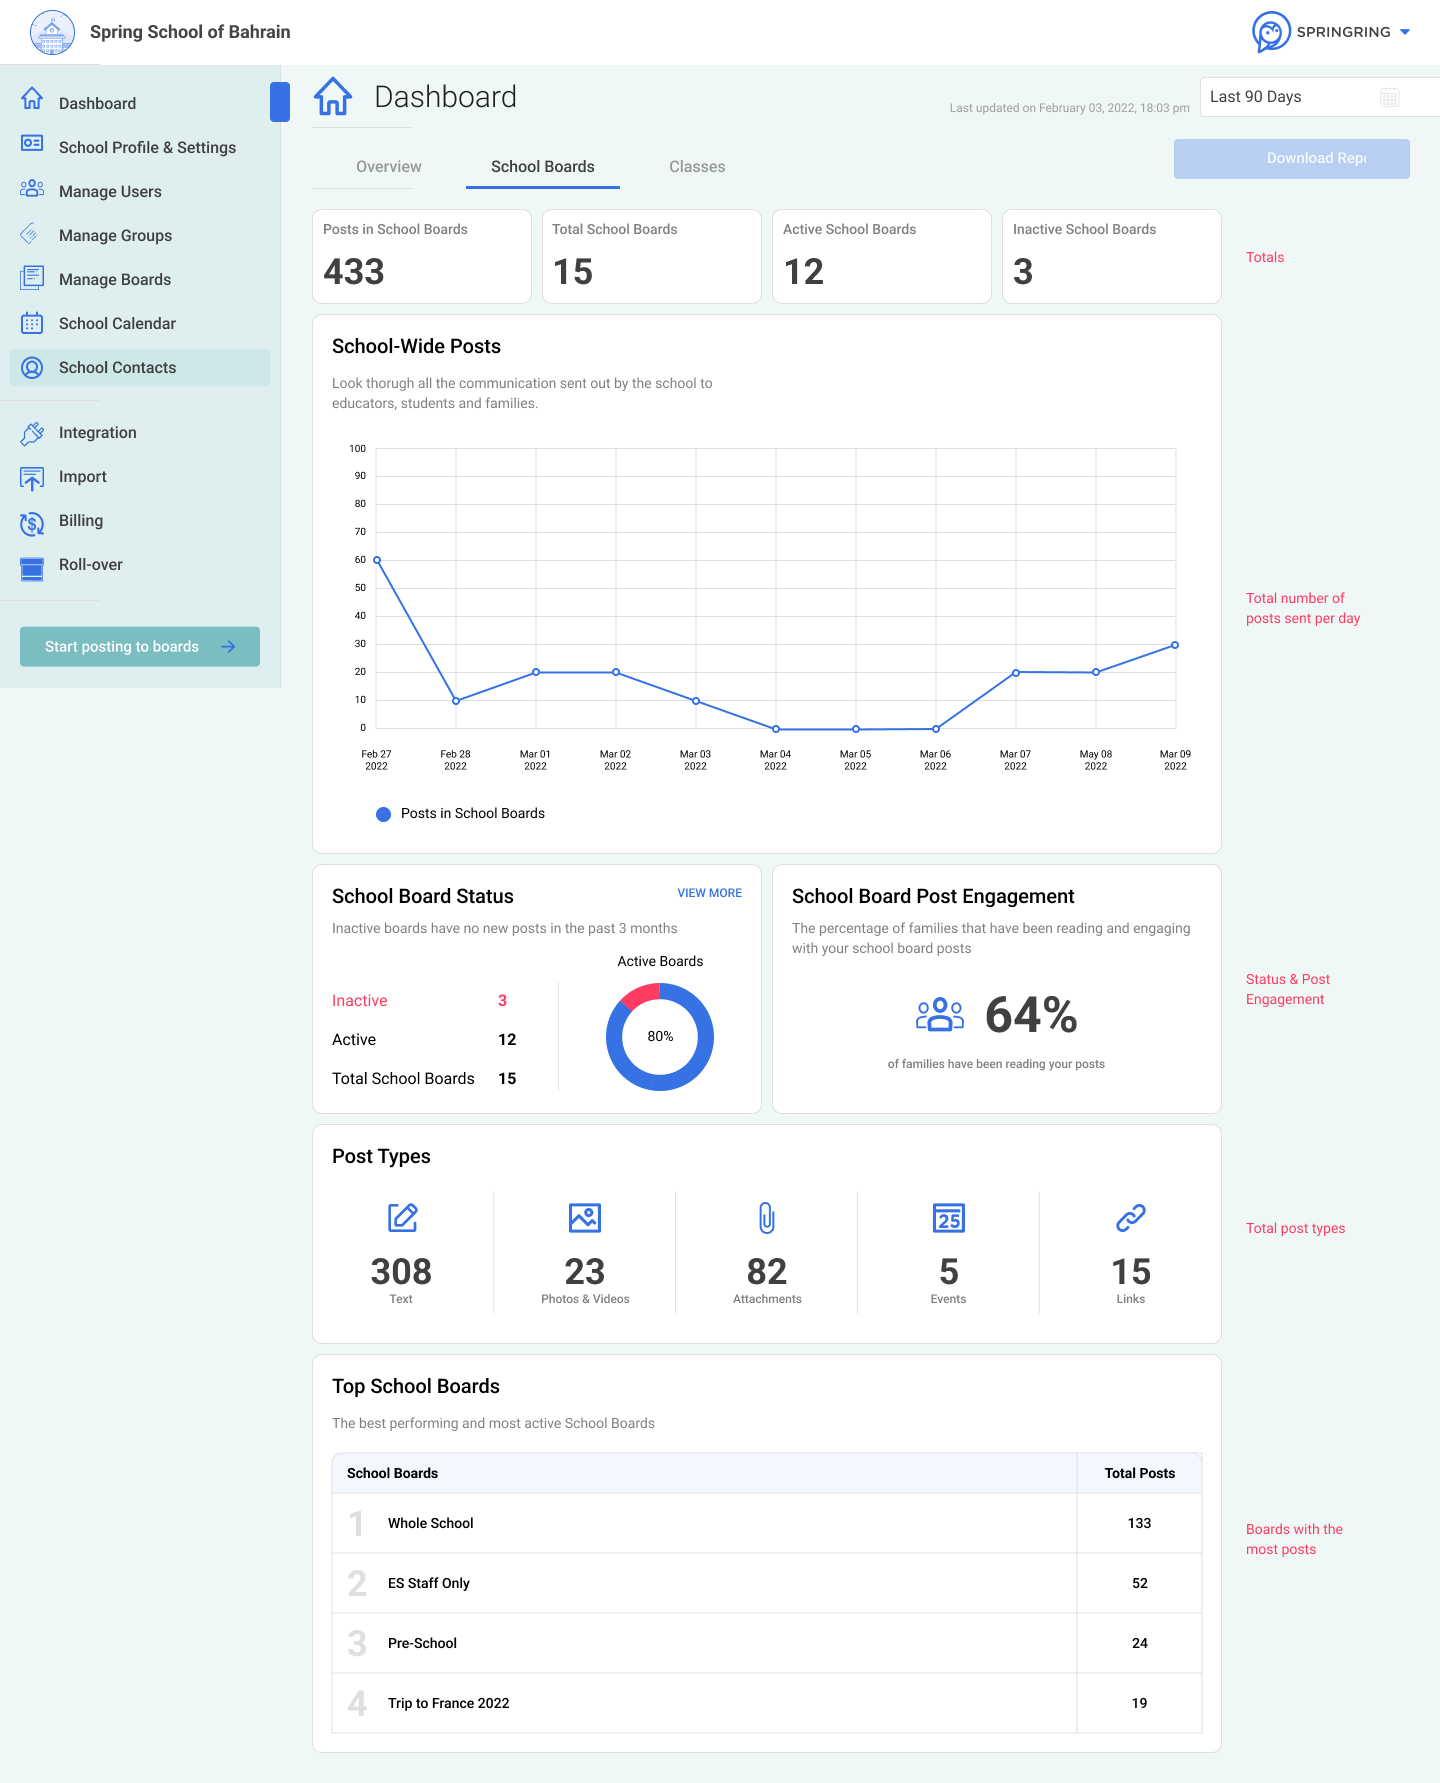 Spring School of Bahrain
SPRINGRING
Dashboard
School Profile & Settings
Manage Users
Manage Groups
Manage Boards
School Calendar
School Contacts
Integration
Import
Billing
Roll-over
Start posting to boards
Dashboard
Last updated on February 03, 2022, 18:03 pm
Last 90 Days
Overview
School Boards
Classes
Download Repo
Posts in School Boards
433
Total School Boards
15
Active School Boards
12
Inactive School Boards
3
Totals
School-Wide Posts
Look thorugh all the communication sent out by the school to
educators, students and families.
100
90
80
70
60
50
40
30
20
10
0
Feb 27
2022
Feb 28
2022
Mar 01
2022
Mar 02
2022
Mar 03
2022
Mar 04
2022
Mar 05
2022
Mar 06
2022
Mar 07
2022
May 08
2022
Mar 09
2022
Posts in School Boards
Total number of
posts sent per day
School Board Status
VIEW MORE
Inactive boards have no new posts in the past 3 months
Active Boards
Inactive 3
Active 12
Total School Boards 15
80%
School Board Post Engagement
The percentage of families that have been reading and engaging
with your school board posts
64%
of families have been reading your posts
Status & Post
Engagement
Post Types
308
Text
23
Photos & Videos
82
Attachments
25
5
Events
15
Links
Total post types
Top School Boards
The best performing and most active School Boards
School Boards Total Posts
1 Whole School 133
2 ES Staff Only 52
3 Pre-School 24
4 Trip to France 2022 19
Boards with the
most posts